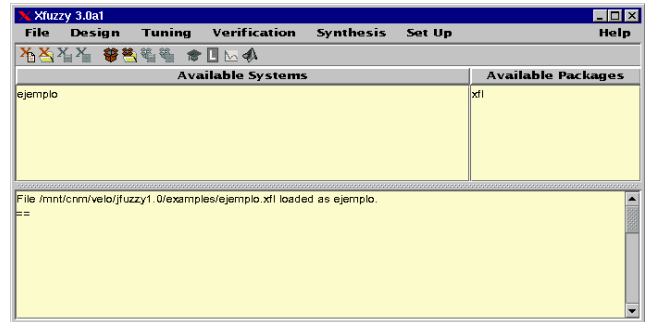 Xfuzzy 3.0a1
File Design Tuning Verification Synthesis Set Up Help
Available Systems Available Packages
ejemplo xfl
File /mnt/cnm/velo/jfuzzy1.0/examples/ejemplo.xfl loaded as ejemplo.
==